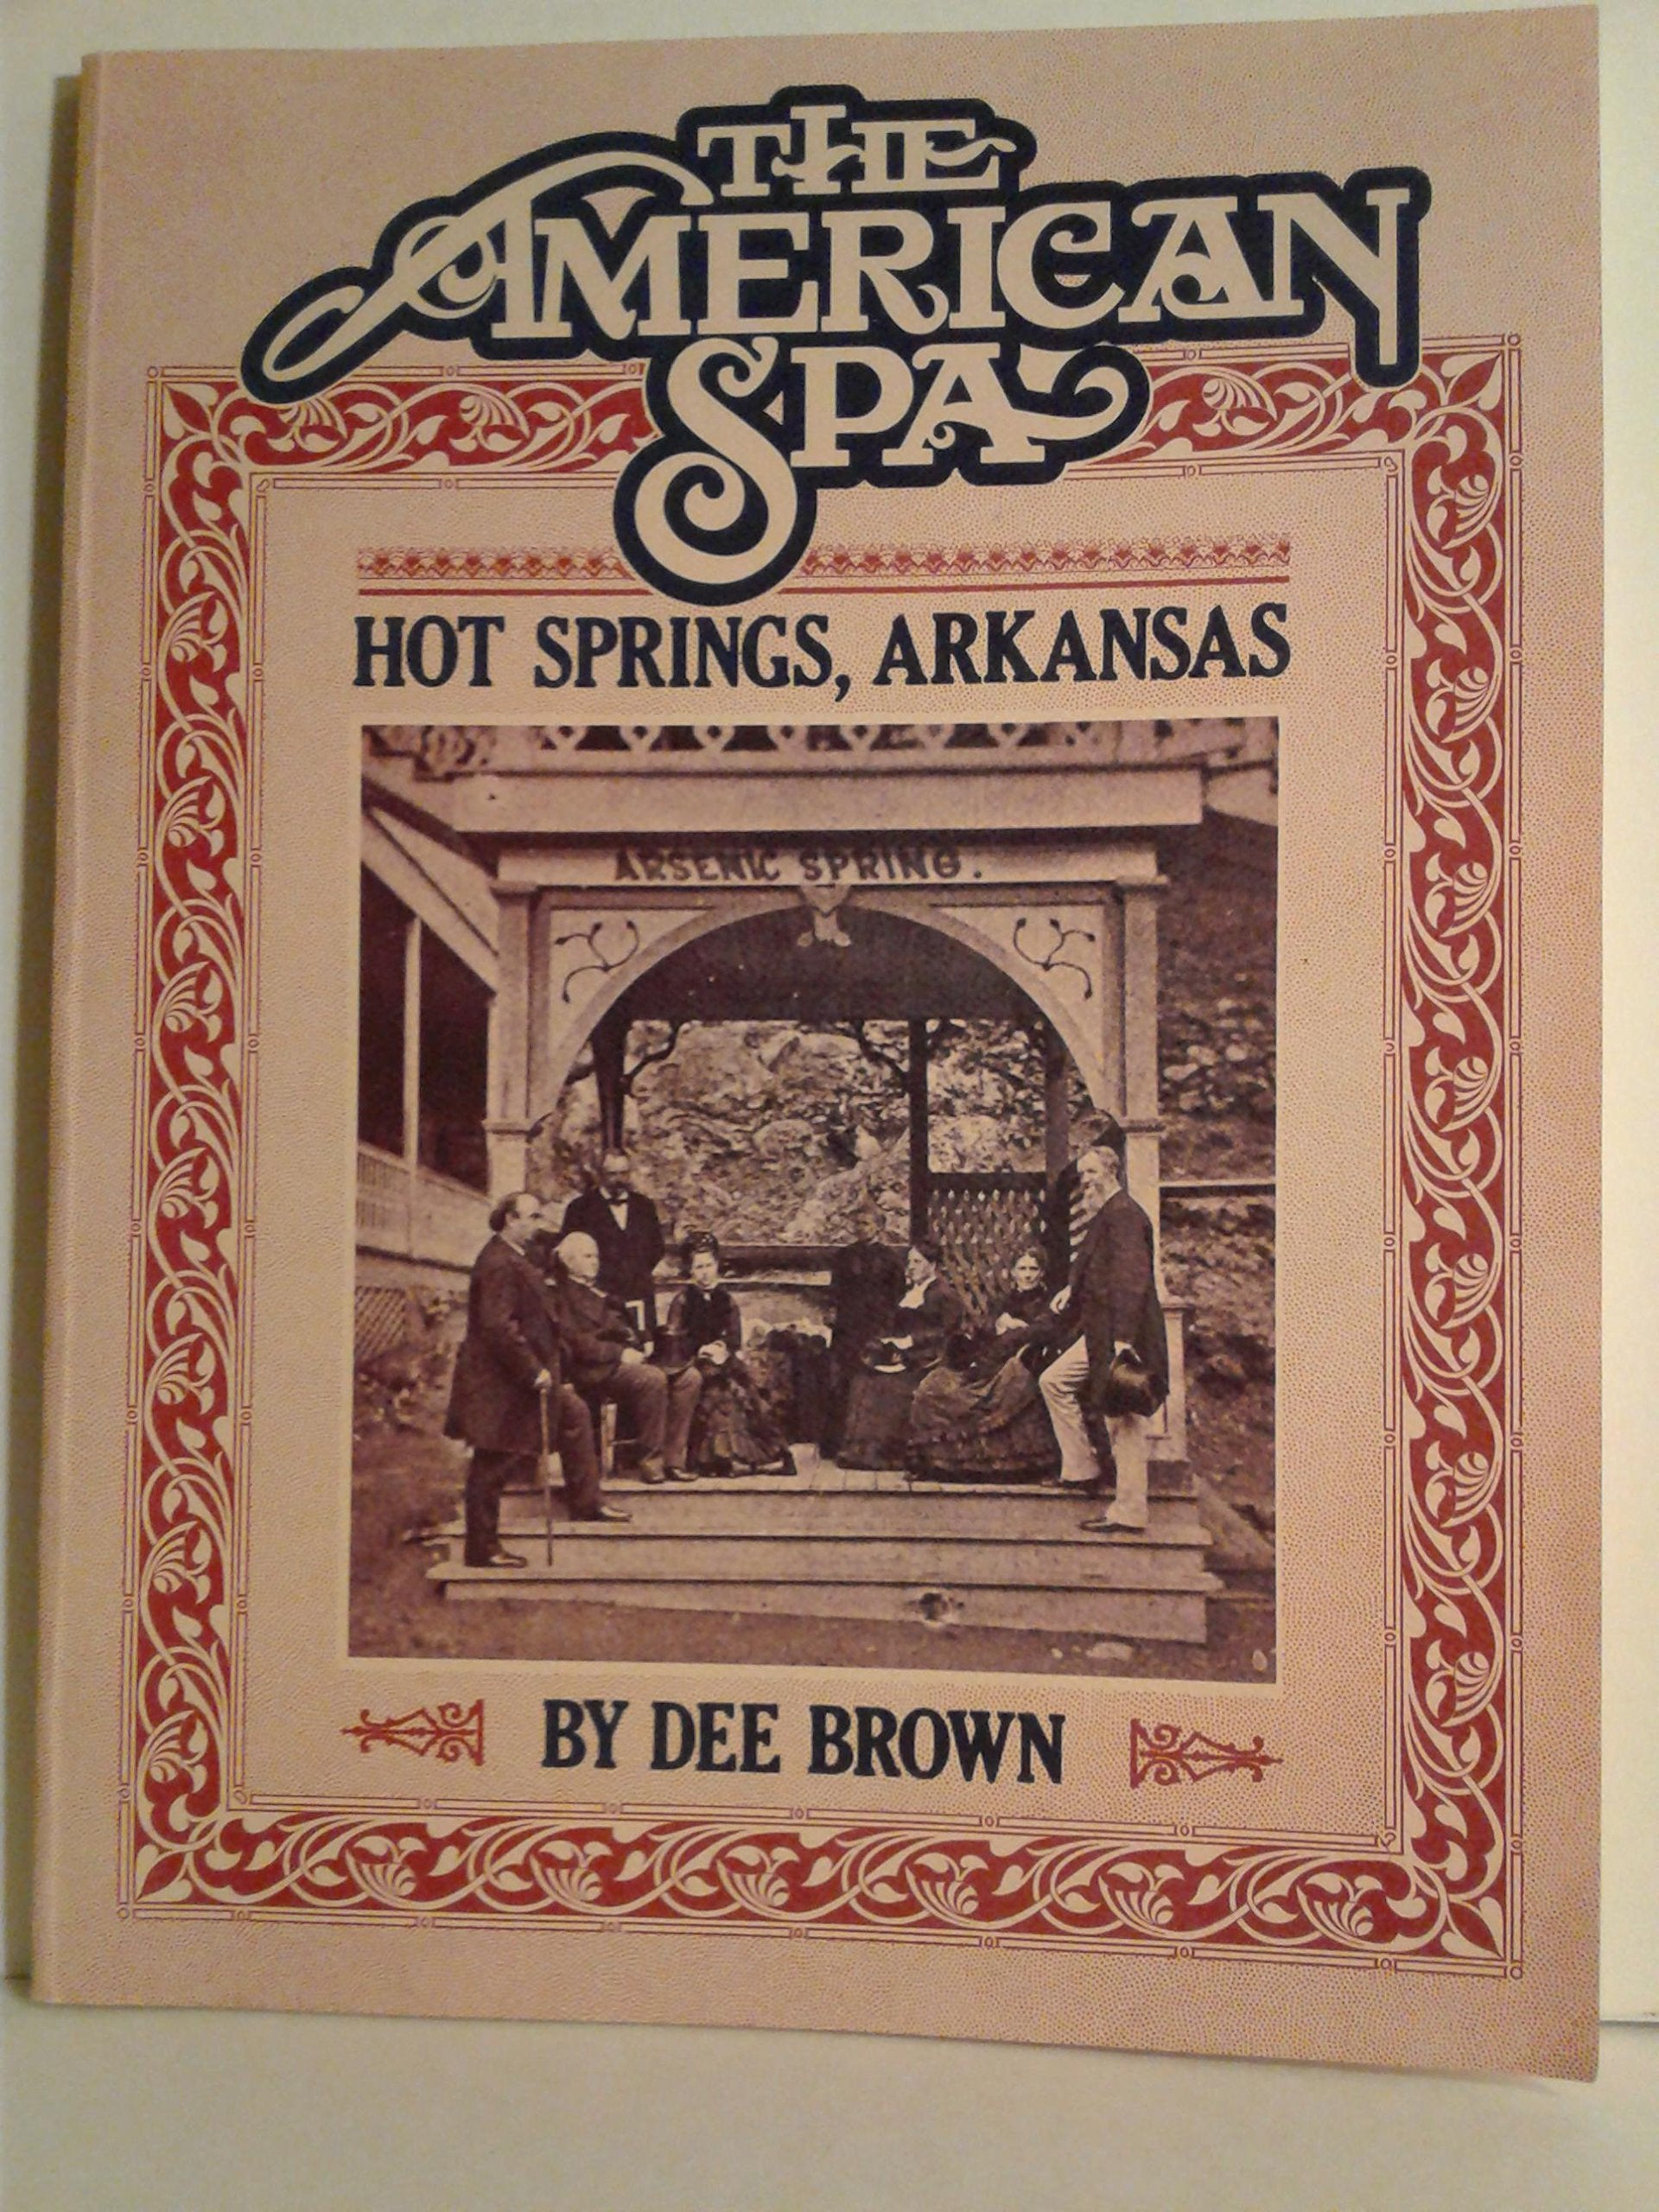 THE
AMERICAN
SPA
HOT SPRINGS, ARKANSAS
ARSENIC SPRING.
BY DEE BROWN